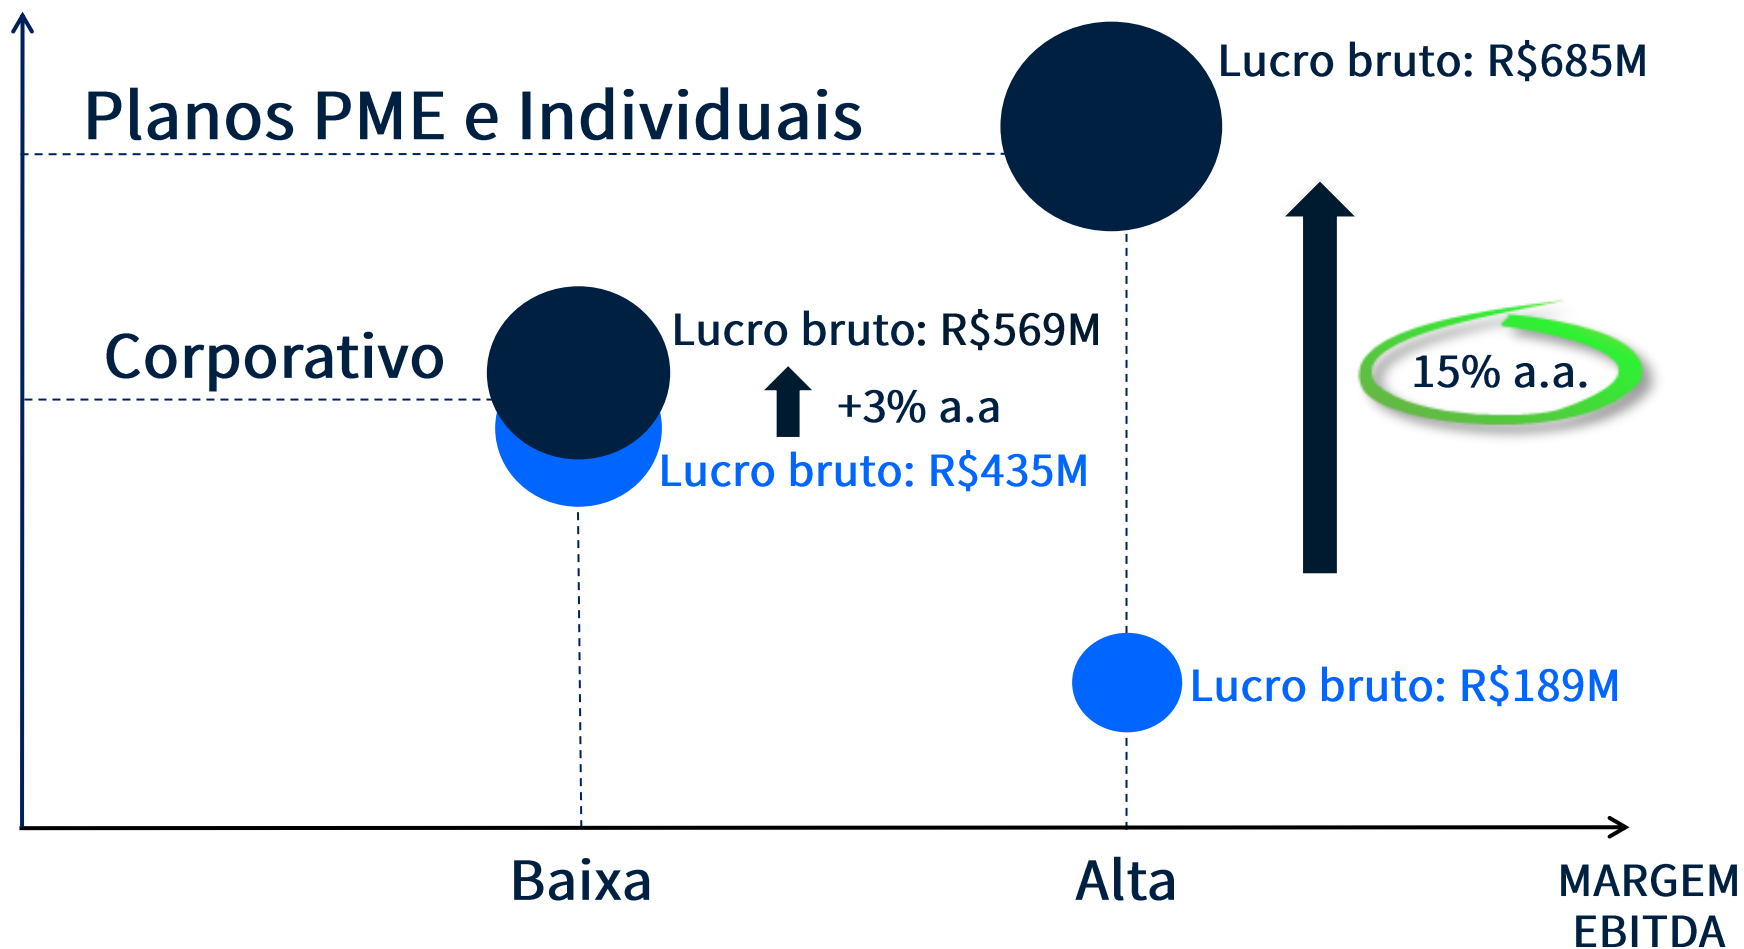 Lucro bruto: R$685M
Planos PME e Individuais
Lucro bruto: R$569M
Corporativo
15% a.a.
+3% a.a
Lucro bruto: R$435M
Lucro bruto: R$189M
Baixa
Alta
MARGEM
EBITDA